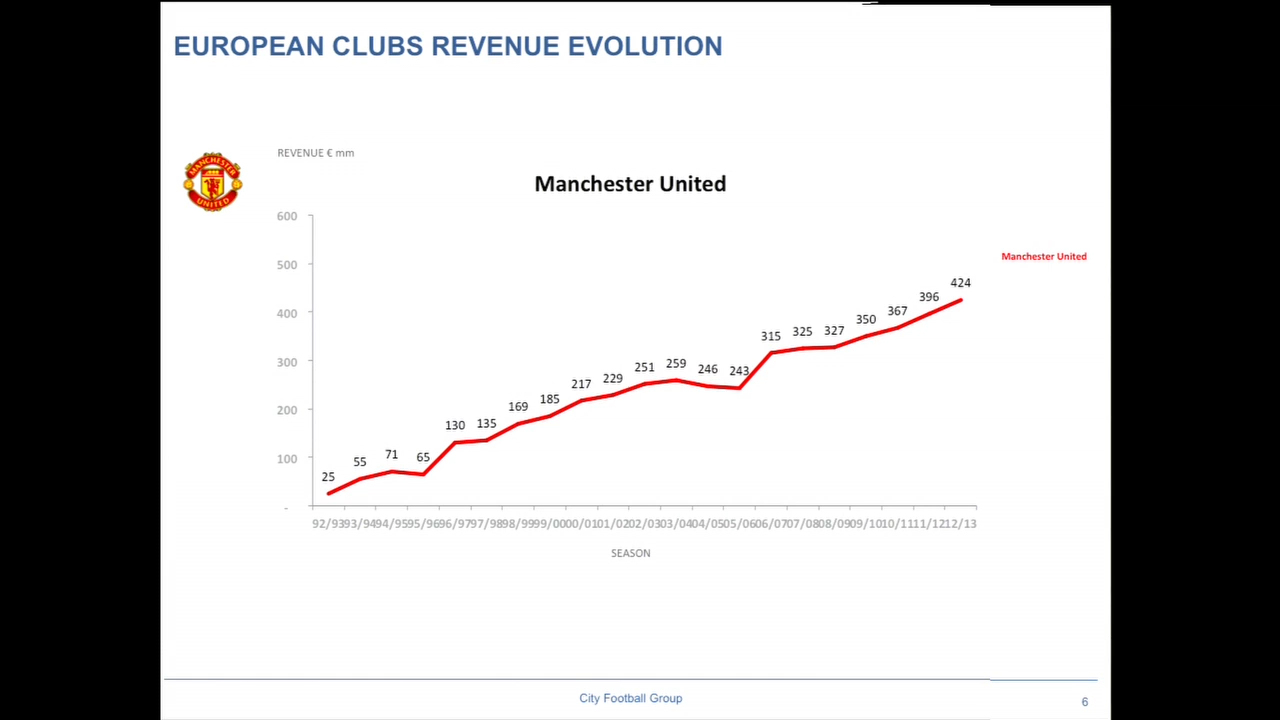 EUROPEAN CLUBS REVENUE EVOLUTION
REVENUE € mm
MANCHESTER
UNITED
Manchester United
600
500
400
300
200
100
-
Manchester United
25 55 71 65 130 135 169 185 217 229 251 259 246 243 315 325 327 350 367 396 424
92/93 93/94 94/95 95/96 96/97 97/98 98/99 99/00 00/01 01/02 02/03 03/04 04/05 05/06 06/07 07/08 08/09 09/10 10/11 11/12 12/13
SEASON
City Football Group
6